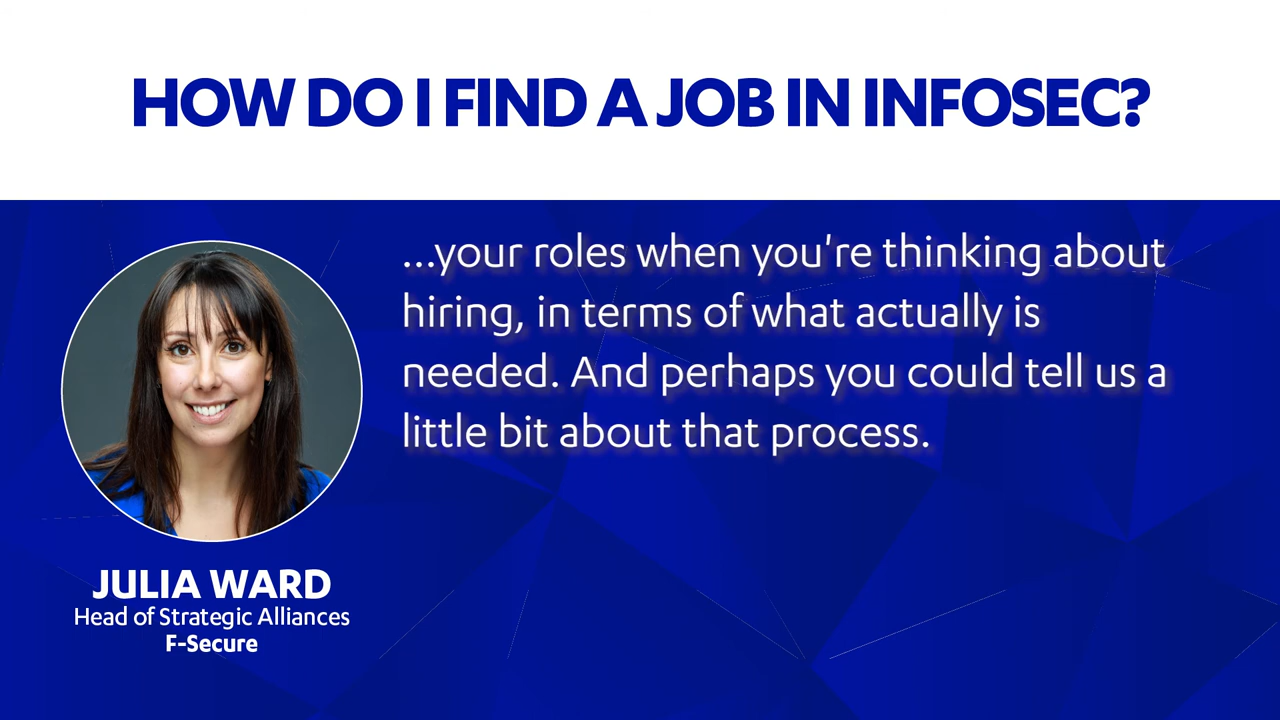 HOW DO I FIND A JOB IN INFOSEC?
...your roles when you're thinking about
hiring, in terms of what actually is
needed. And perhaps you could tell us a
little bit about that process.
JULIA WARD
Head of Strategic Alliances
F-Secure